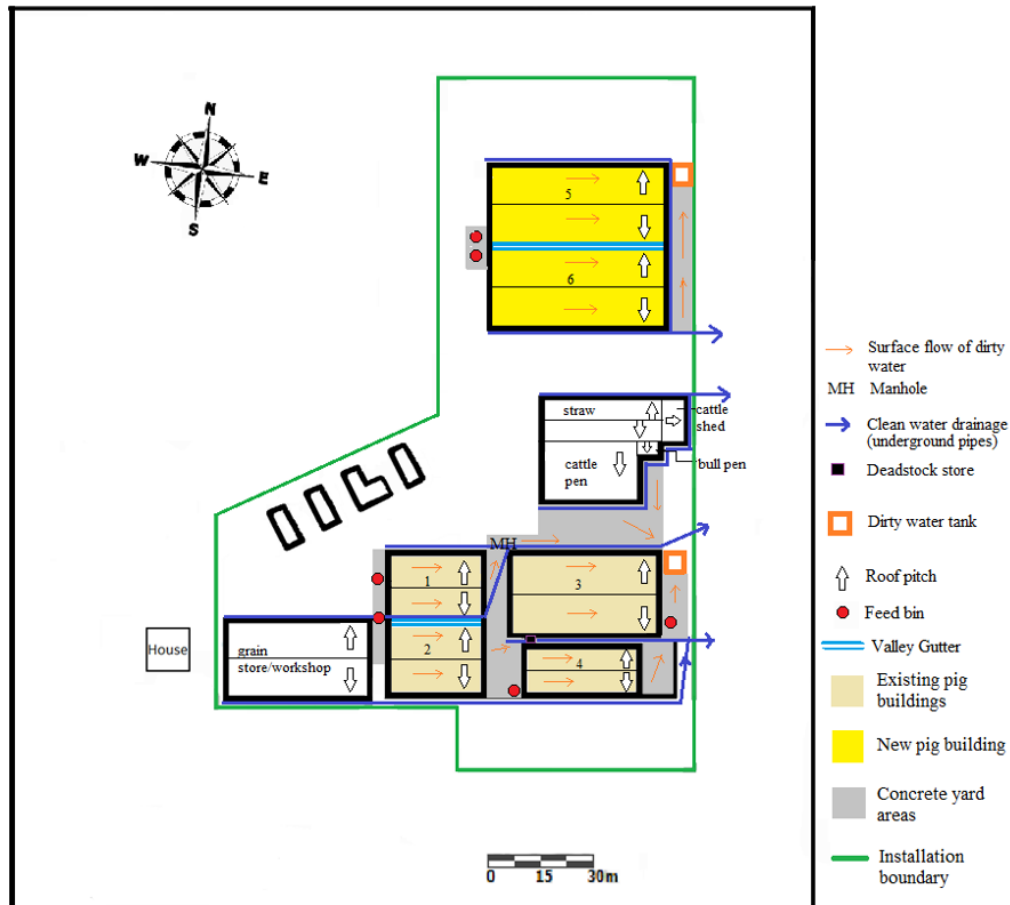 N
W
E
S
5
6
straw
cattle
shed
cattle
pen
bull pen
MH
1
3
2
4
House
grain
store/workshop
0 15 30m
Surface flow of dirty
water
MH Manhole
Clean water drainage
(underground pipes)
Deadstock store
Dirty water tank
Roof pitch
Feed bin
Valley Gutter
Existing pig
buildings
New pig building
Concrete yard
areas
Installation
boundary